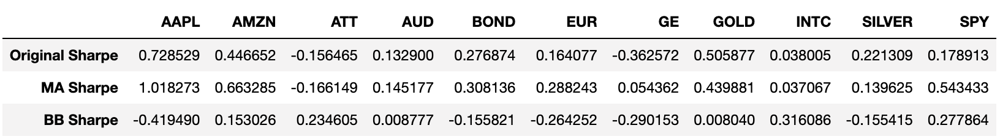 AAPL AMZN ATT AUD BOND EUR GE GOLD INTC SILVER SPY
Original Sharpe 0.728529 0.446652 -0.156465 0.132900 0.276874 0.164077 -0.362572 0.505877 0.038005 0.221309 0.178913
MA Sharpe 1.018273 0.663285 -0.166149 0.145177 0.308136 0.288243 0.054362 0.439881 0.037067 0.139625 0.543433
BB Sharpe -0.419490 0.153026 0.234605 0.008777 -0.155821 -0.264252 -0.290153 0.008040 0.316086 -0.155415 0.277864